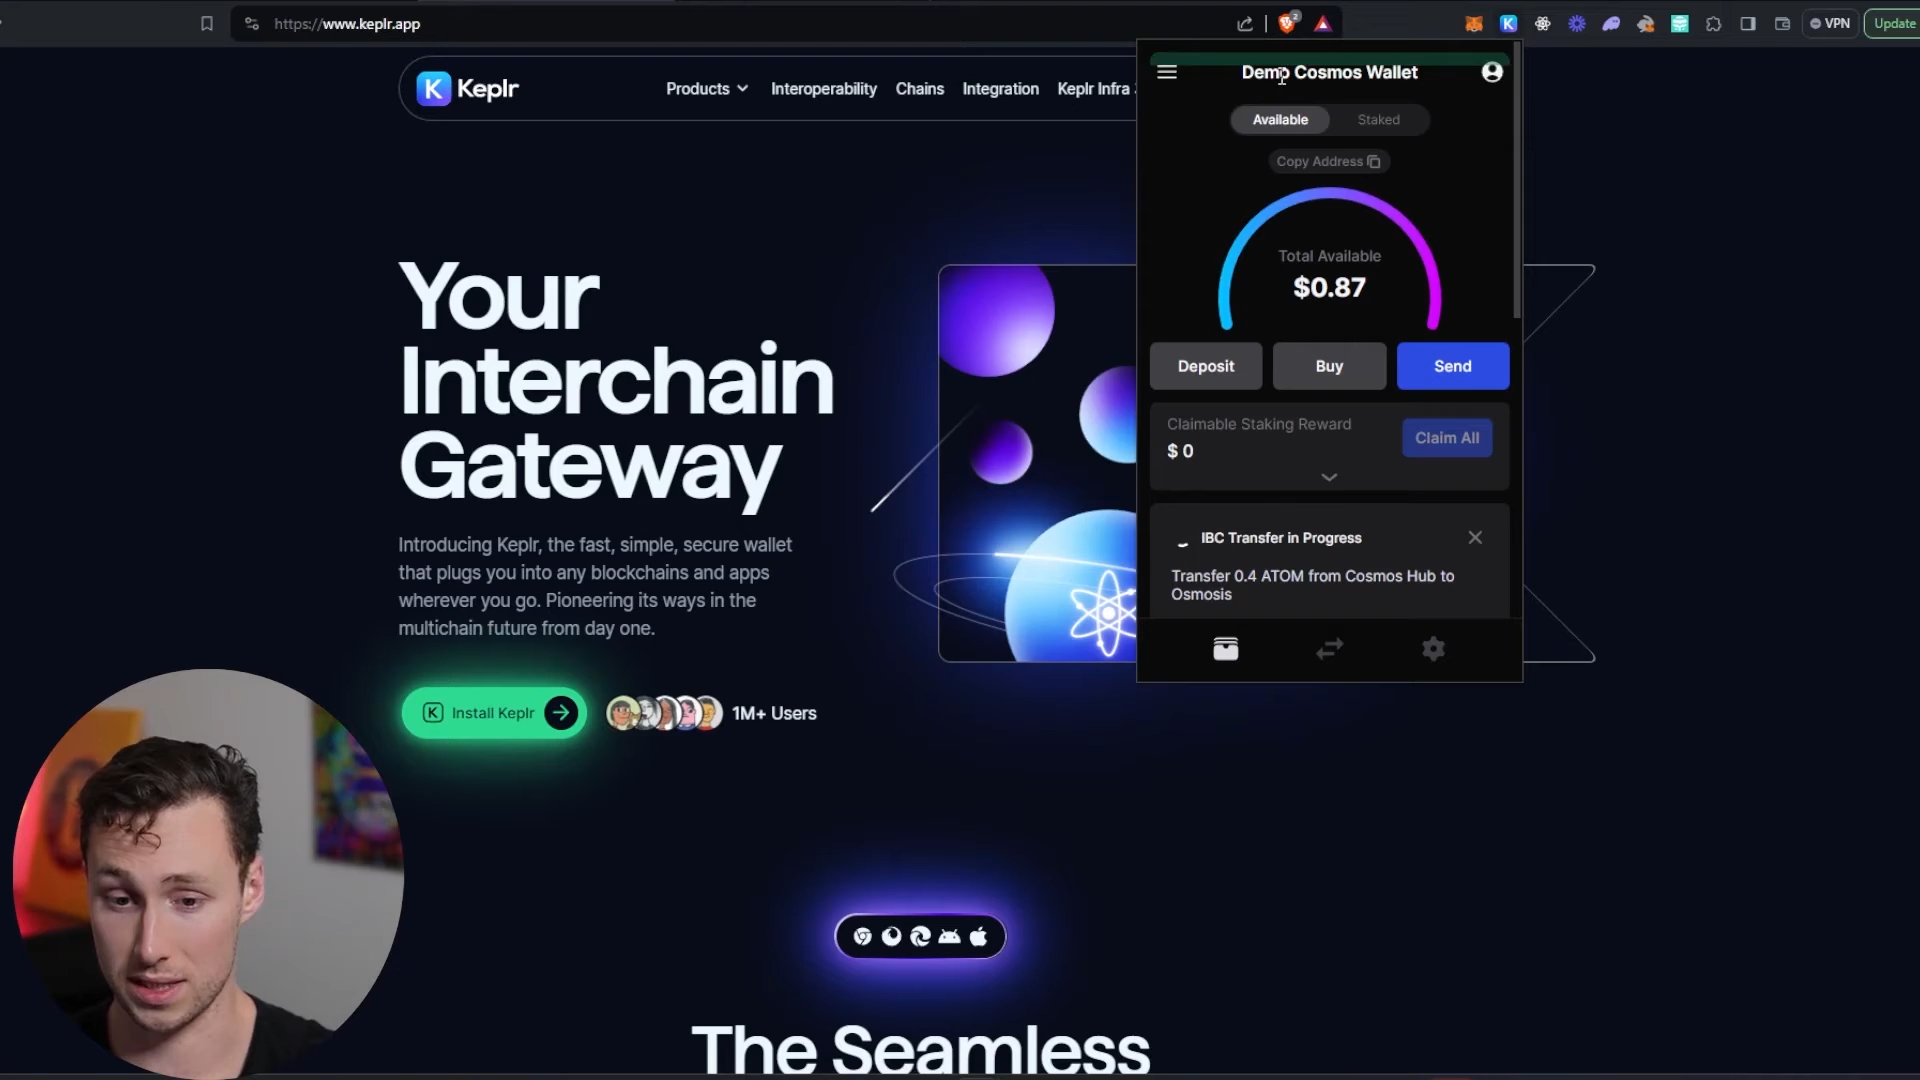 https://www.keplr.app
2
VPN
Update
Keplr
Products
Interoperability
Chains
Integration
Keplr Infra
Demo Cosmos Wallet
Available
Staked
Copy Address
Total Available
$0.87
Deposit
Buy
Send
Claimable Staking Reward
$ 0
Claim All
IBC Transfer in Progress
Transfer 0.4 ATOM from Cosmos Hub to
Osmosis
Your
Interchain
Gateway
Introducing Keplr, the fast, simple, secure wallet
that plugs you into any blockchains and apps
wherever you go. Pioneering its ways in the
multichain future from day one.
Install Keplr
1M+ Users
The Seamless